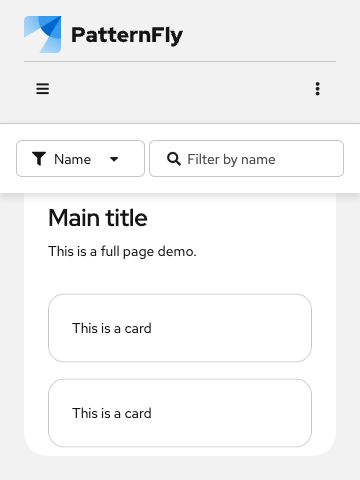 PatternFly
Name
Filter by name
Main title
This is a full page demo.
This is a card
This is a card